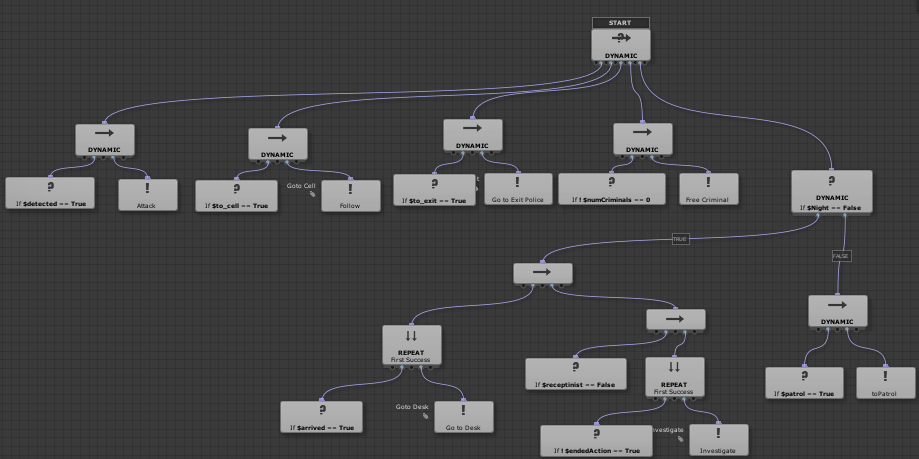 START
DYNAMIC
DYNAMIC
DYNAMIC
DYNAMIC
DYNAMIC
If $detected == True
Attack
If $to_cell == True
Goto Cell
Follow
If $to_exit == True
t
Go to Exit Police
If ! $numCriminals == 0
Free Criminal
DYNAMIC
If $Night == False
TRUE
FALSE
DYNAMIC
REPEAT
First Success
If $receptinist == False
REPEAT
First Success
If $patrol == True
toPatrol
If $arrived == True
Goto Desk
Go to Desk
If ! $endedAction == True
nvestigate
Investigate